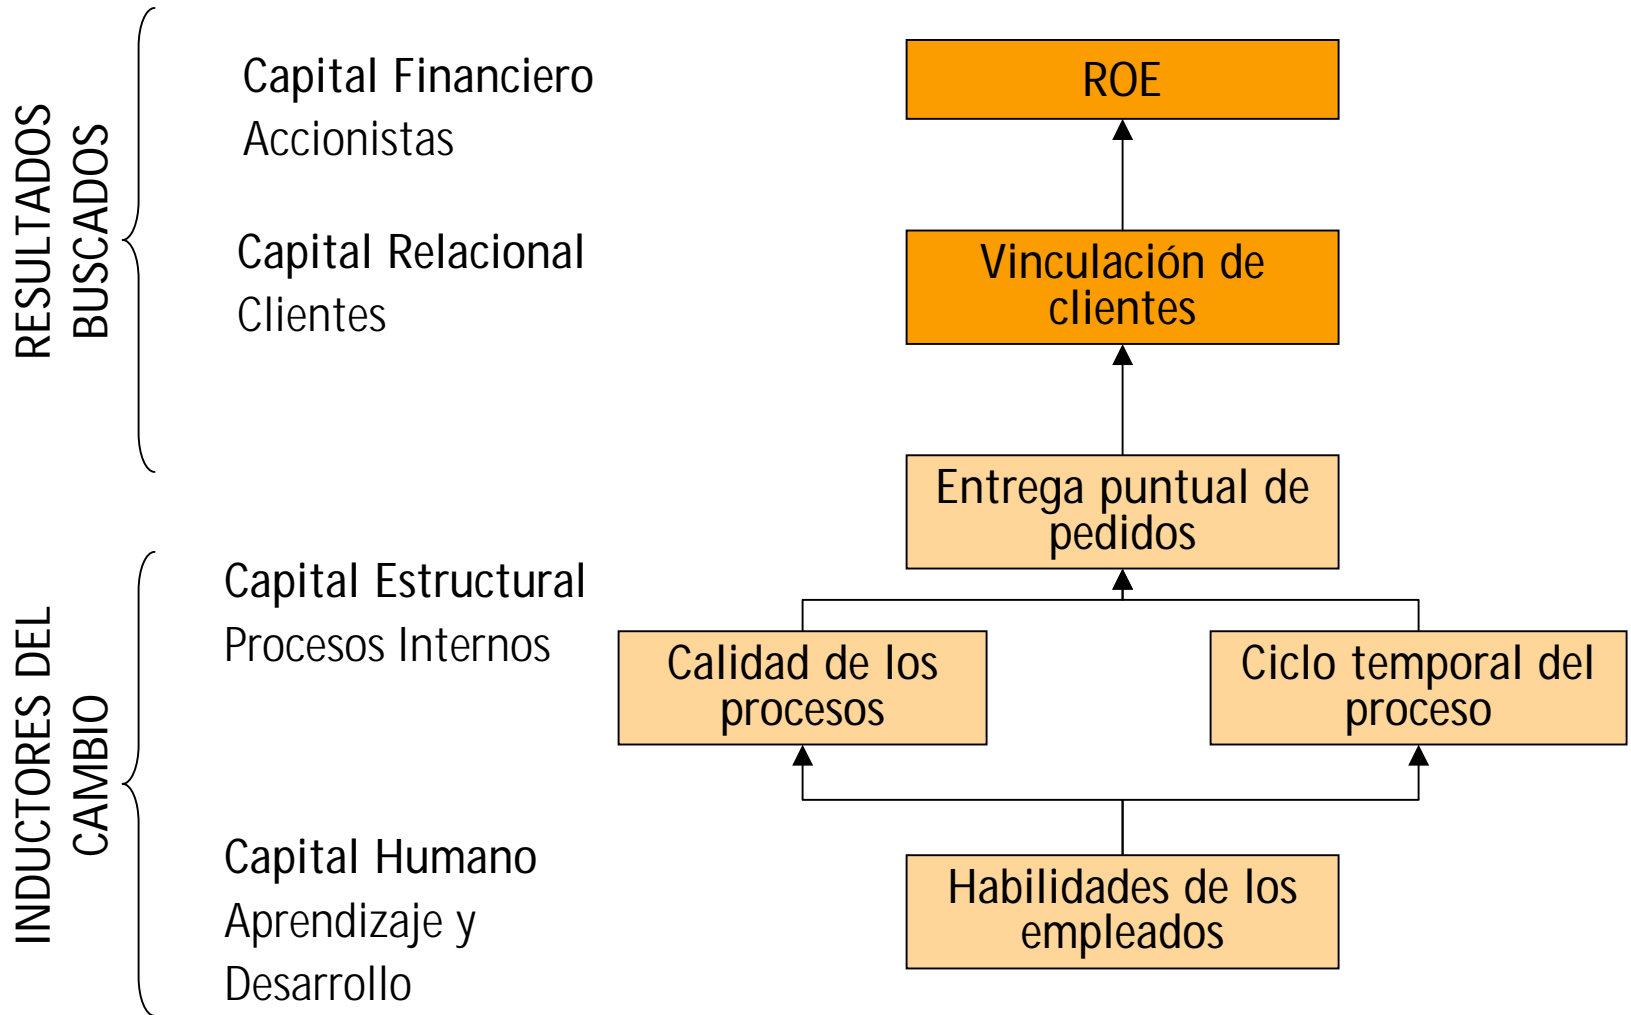 RESULTADOS
BUSCADOS
Capital Financiero
Accionistas
ROE
Capital Relacional
Clientes
Vinculación de
clientes
Entrega puntual de
pedidos
INDUCTORES DEL
CAMBIO
Capital Estructural
Procesos Internos
Calidad de los
procesos
Ciclo temporal del
proceso
Capital Humano
Aprendizaje y
Desarrollo
Habilidades de los
empleados